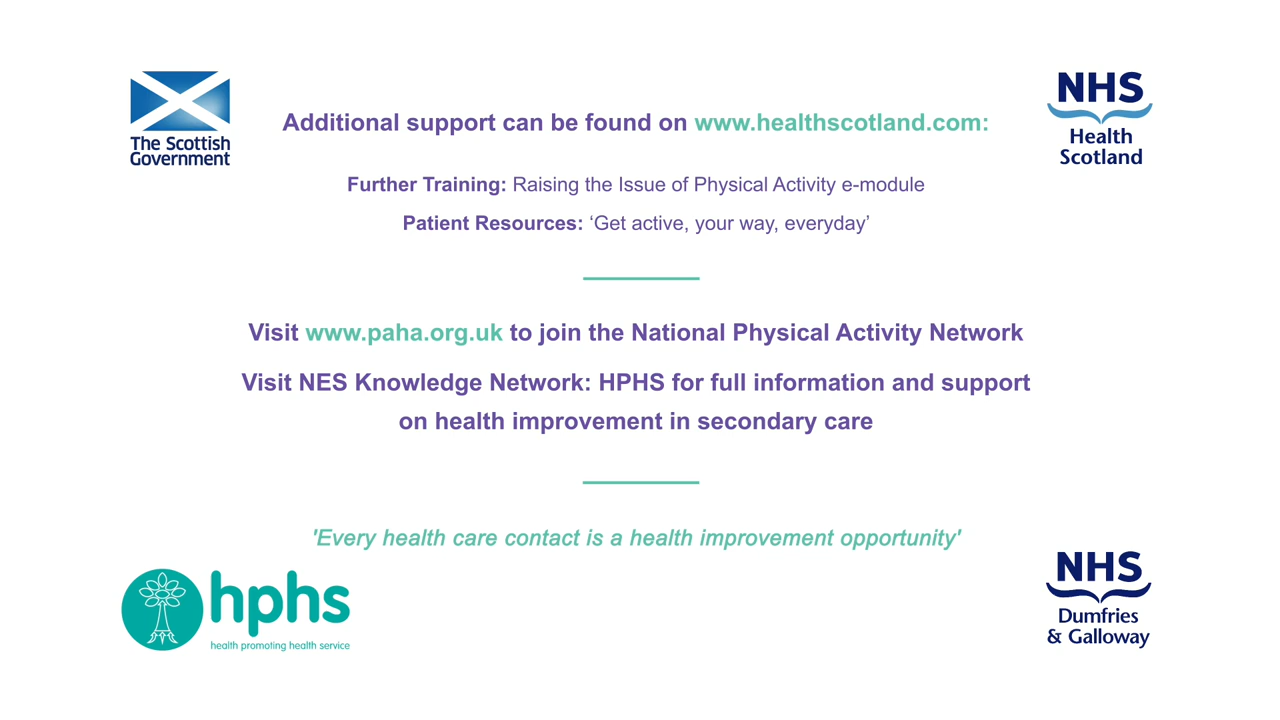 The Scottish
Government
NHS
Health
Scotland
Additional support can be found on www.healthscotland.com:
Further Training: Raising the Issue of Physical Activity e-module
Patient Resources: ‘Get active, your way, everyday’
Visit www.paha.org.uk to join the National Physical Activity Network
Visit NES Knowledge Network: HPHS for full information and support
on health improvement in secondary care
'Every health care contact is a health improvement opportunity'
hphs
health promoting health service
NHS
Dumfries
& Galloway